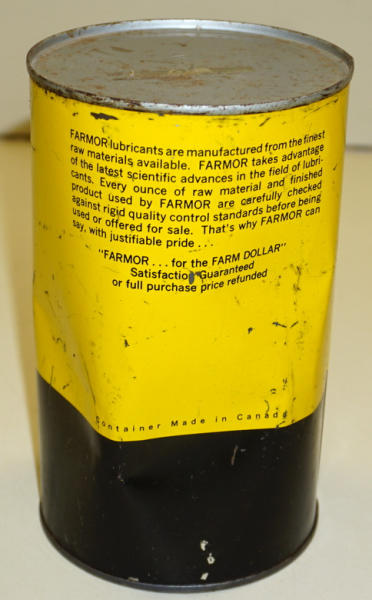 FARMOR lubricants are manufactured from the finest
raw materials available. FARMOR takes advantage
of the latest scientific advances in the field of lubri-
cants. Every ounce of raw material and finished
product used by FARMOR are carefully checked
against rigid quality control standards before being
used or offered for sale. That's why FARMOR can
say, with justifiable pride . . .
"FARMOR . . . for the FARM DOLLAR"
Satisfaction Guaranteed
or full purchase price refunded
Container Made in Canada